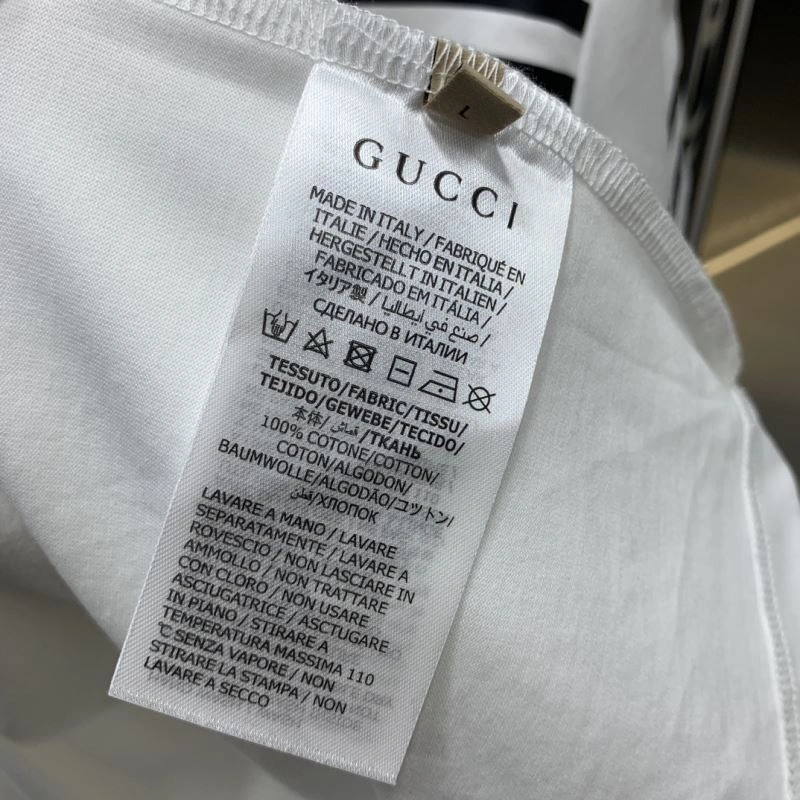 L
GUCCI
MADE IN ITALY / FABRIQUÉ EN
ITALIE / HECHO EN ITALIA /
HERGESTELLT IN ITALIEN /
FABRICADO EM ITÁLIA /
イタリア製 / صنع في إيطاليا /
СДЕЛАНО В ИТАЛИИ
TESSUTO/FABRIC/TISSU/
TEJIDO/GEWEBE/TECIDO/
本体/ قماش /ТКАНЬ
100% COTONE/COTTON/
COTON/ALGODON/
BAUMWOLLE/ALGODÃO/コットン/
قطن/ХЛОПОК
LAVARE A MANO / LAVARE
SEPARATAMENTE / LAVARE A
ROVESCIO / NON LASCIARE IN
AMMOLLO / NON TRATTARE
CON CLORO / NON USARE
ASCIUGATRICE / ASCTUGARE
IN PIANO / STIRARE A
TEMPERATURA MASSIMA 110
℃ SENZA VAPORE / NON
STIRARE LA STAMPA / NON
LAVARE A SECCO